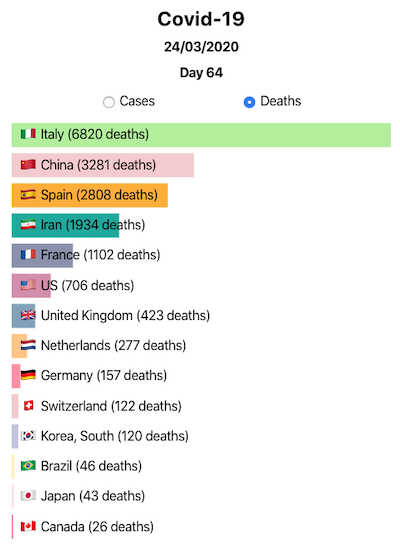 Covid-19
24/03/2020
Day 64
Cases Deaths
Italy (6820 deaths)
China (3281 deaths)
Spain (2808 deaths)
Iran (1934 deaths)
France (1102 deaths)
US (706 deaths)
United Kingdom (423 deaths)
Netherlands (277 deaths)
Germany (157 deaths)
Switzerland (122 deaths)
Korea, South (120 deaths)
Brazil (46 deaths)
Japan (43 deaths)
Canada (26 deaths)